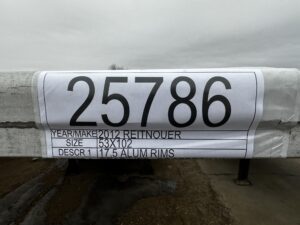 25786
YEAR/MAKE 2012 REITNOUER
SIZE 53X102
DESCR.1 17.5 ALUM RIMS